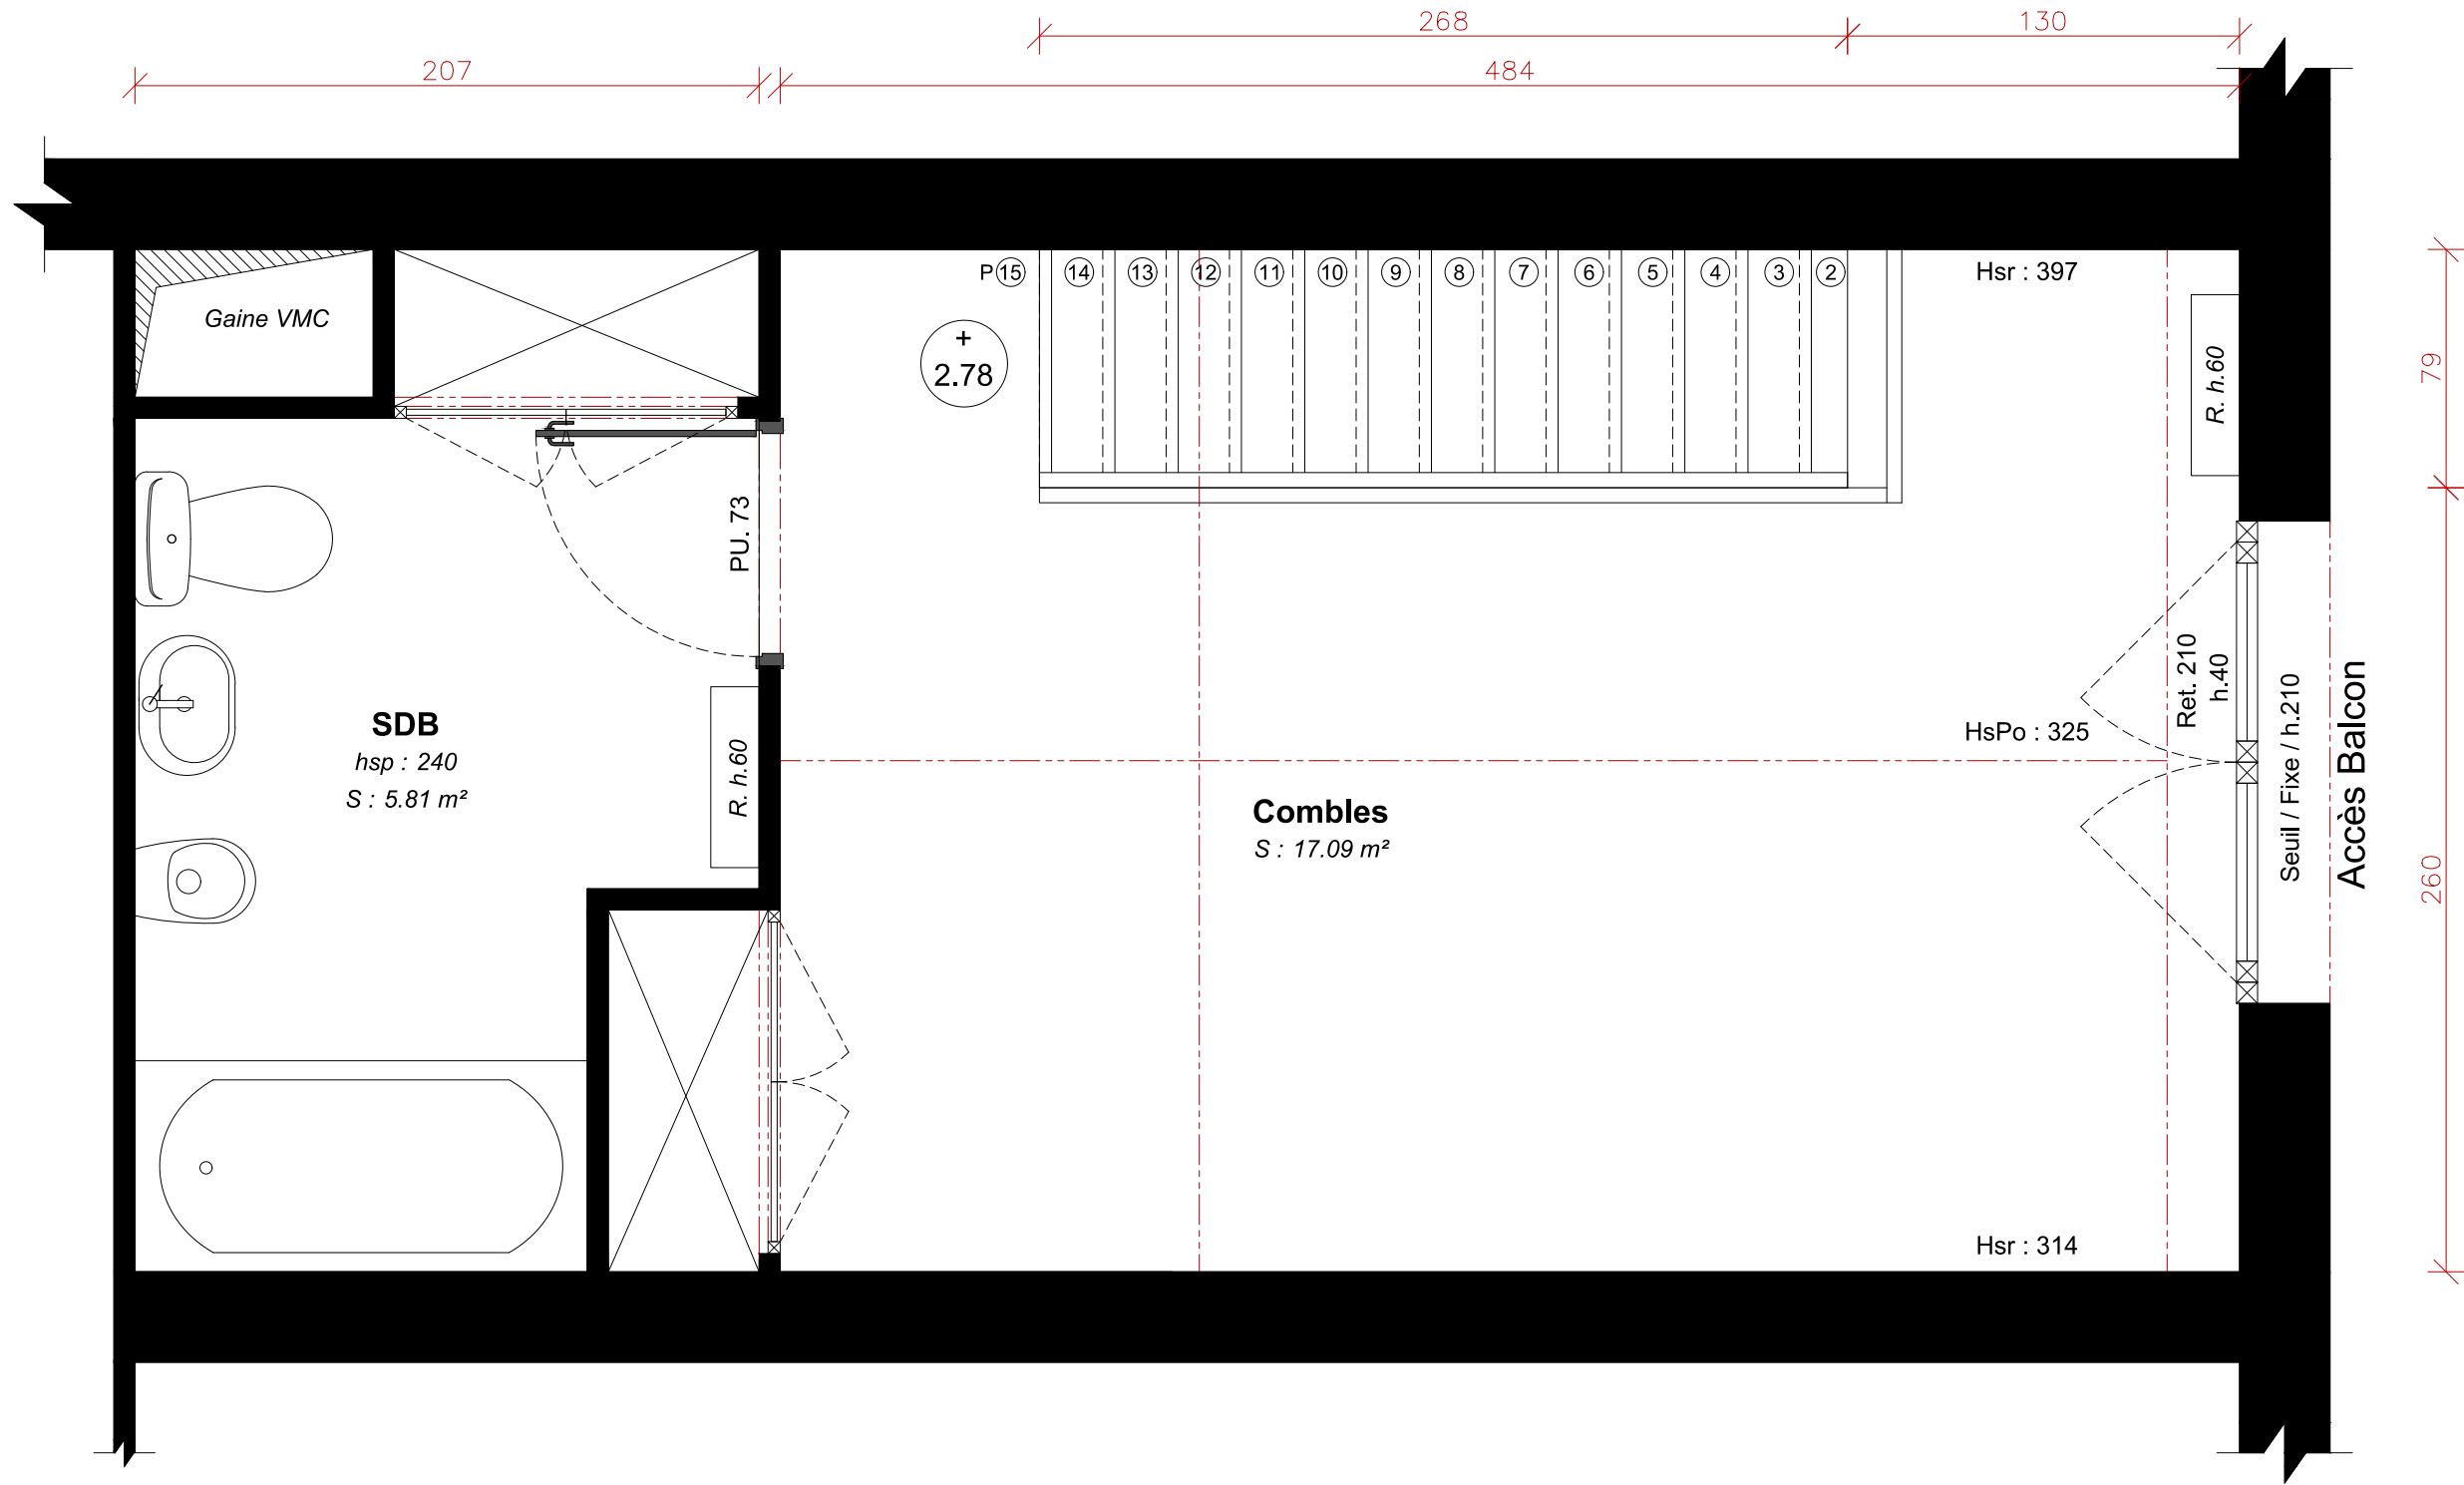 268
130
207
484
P 15
14
13
12
11
10
9
8
7
6
5
4
3
2
Hsr : 397
Gaine VMC
+
2.78
R. h.60
79
PU. 73
SDB
hsp : 240
S : 5.81 m²
R. h.60
Combles
S : 17.09 m²
HsPo : 325
Ret. 210
h.40
Seuil / Fixe / h.210
Accès Balcon
260
Hsr : 314